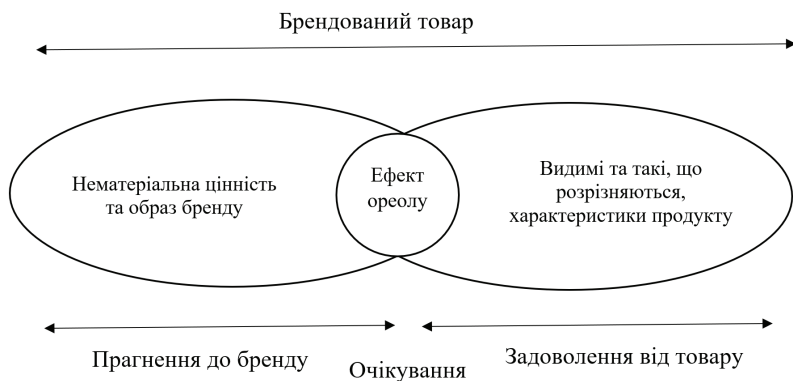 Брендований товар
Нематеріальна цінність
та образ бренду
Ефект
ореолу
Видимі та такі, що
розрізняються,
характеристики продукту
Прагнення до бренду
Очікування
Задоволення від товару